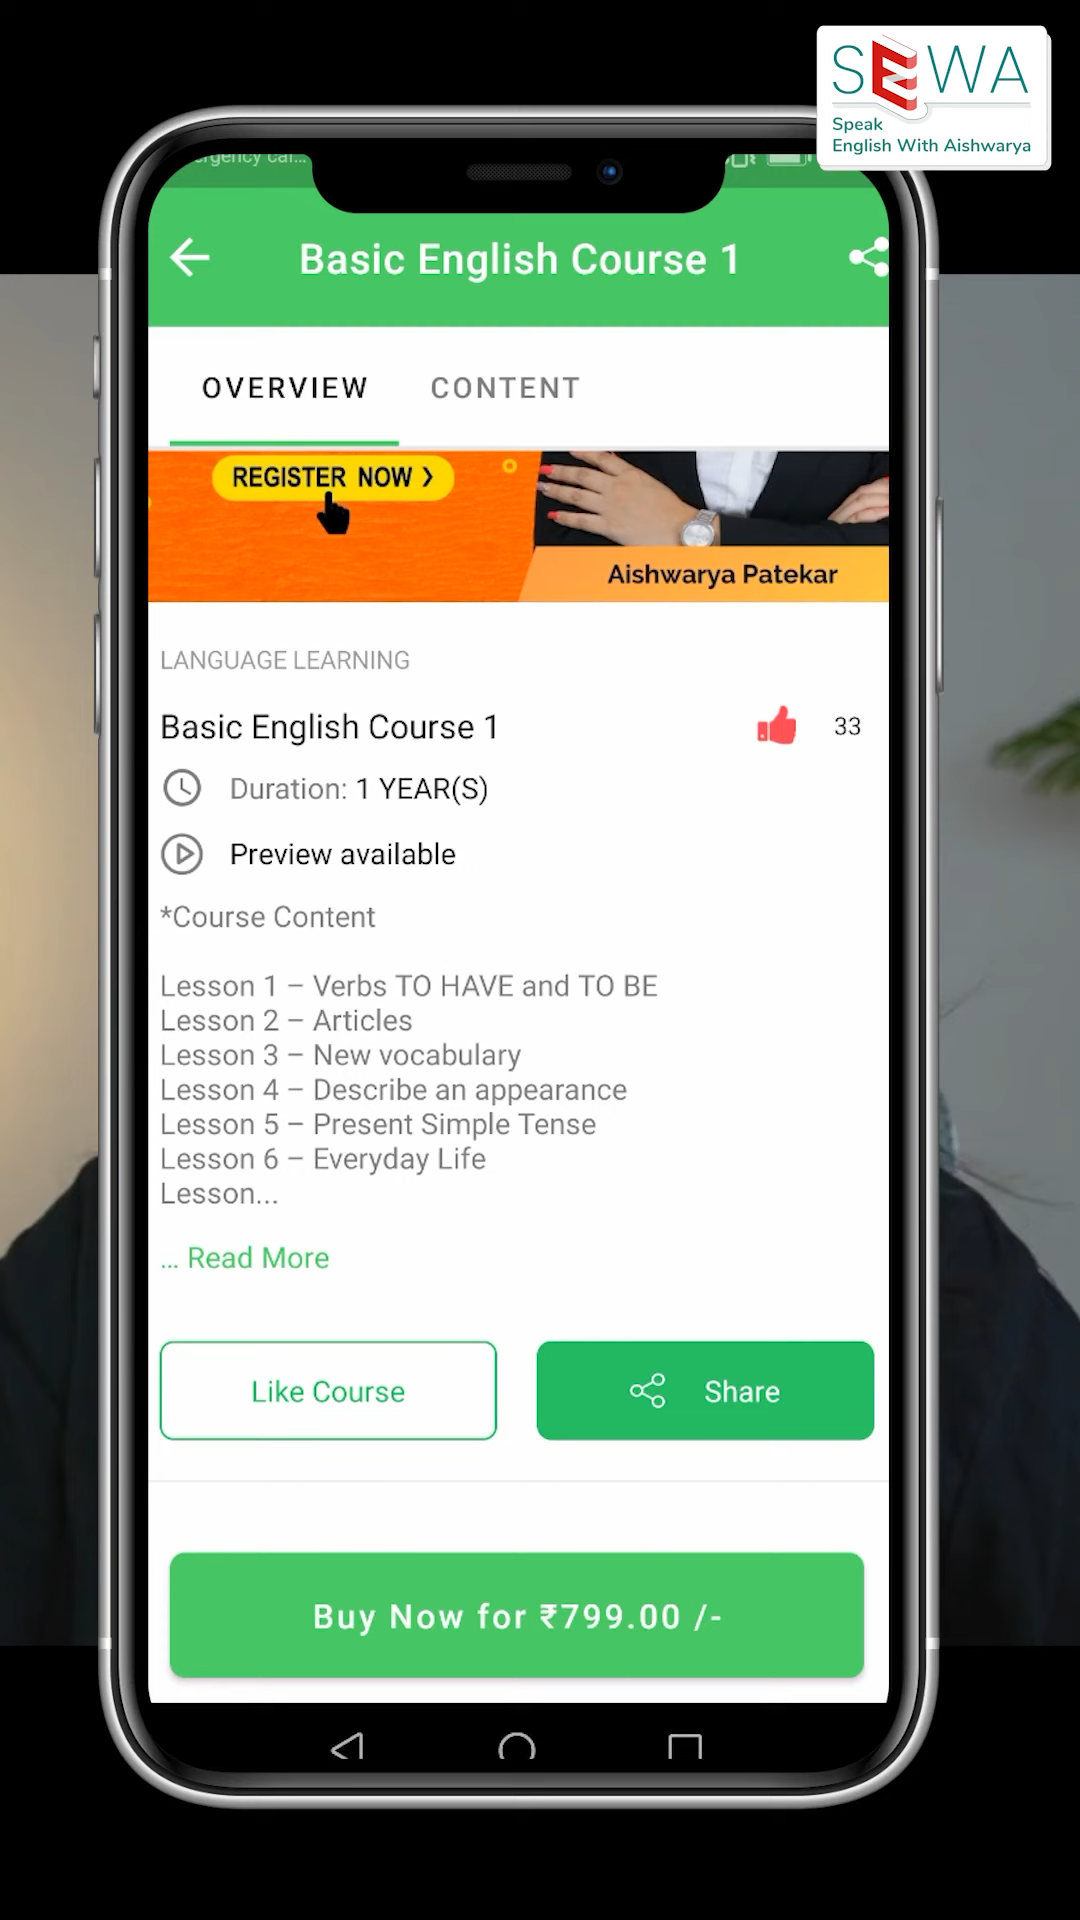 SEWA
Speak
English With Aishwarya
Basic English Course 1
OVERVIEW
CONTENT
REGISTER NOW ❯
Aishwarya Patekar
LANGUAGE LEARNING
Basic English Course 1
33
Duration: 1 YEAR(S)
Preview available
*Course Content
Lesson 1 – Verbs TO HAVE and TO BE
Lesson 2 – Articles
Lesson 3 – New vocabulary
Lesson 4 – Describe an appearance
Lesson 5 – Present Simple Tense
Lesson 6 – Everyday Life
Lesson...
... Read More
Like Course
Share
Buy Now for ₹799.00 /-